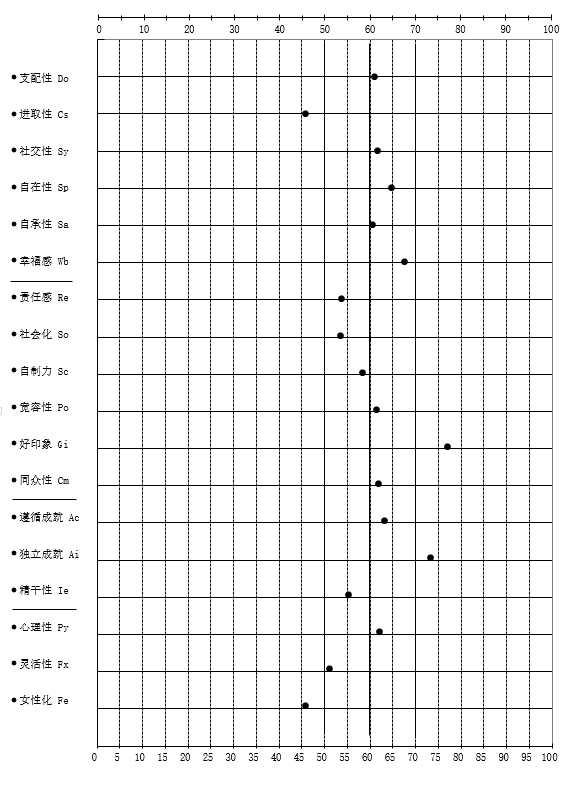 0 10 20 30 40 50 60 70 80 90 100
● 支配性 Do
● 进取性 Cs
● 社交性 Sy
● 自在性 Sp
● 自承性 Sa
● 幸福感 Wb
● 责任感 Re
● 社会化 So
● 自制力 Sc
● 宽容性 Po
● 好印象 Gi
● 同众性 Cm
● 遵循成就 Ac
● 独立成就 Ai
● 精干性 Ie
● 心理性 Py
● 灵活性 Fx
● 女性化 Fe
0 5 10 15 20 25 30 35 40 45 50 55 60 65 70 75 80 85 90 95 100